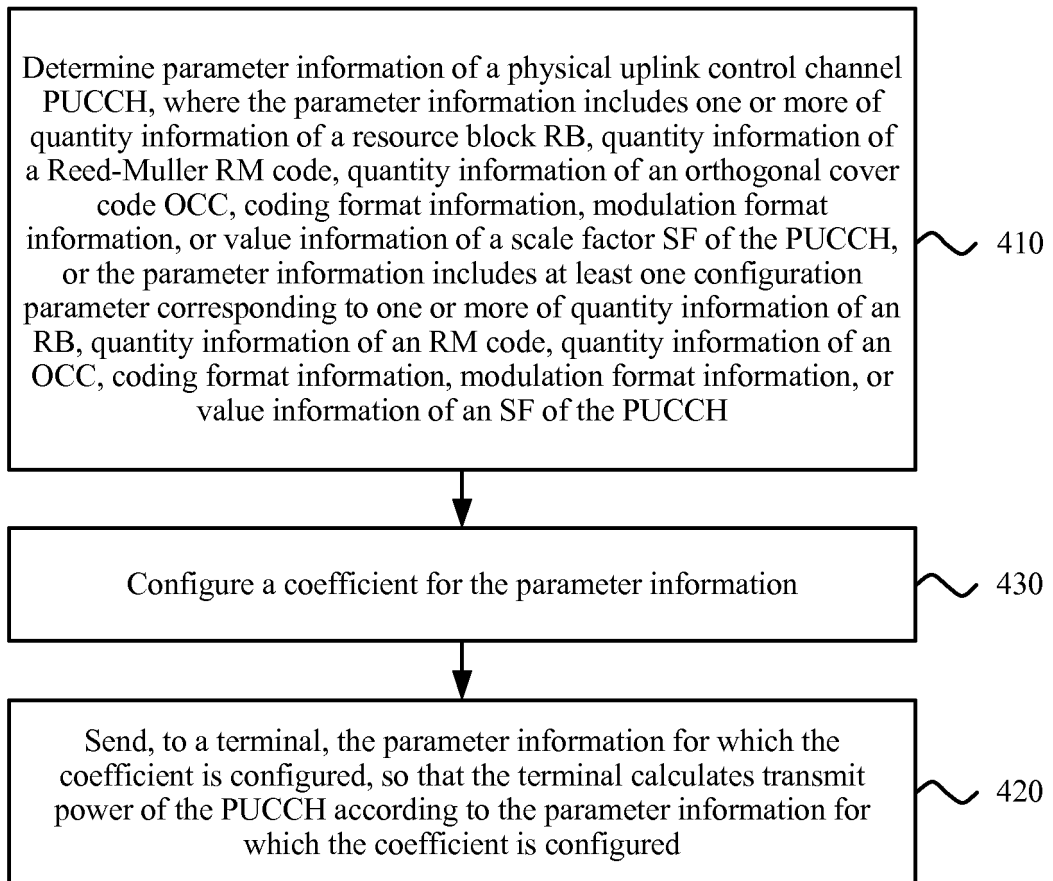 Determine parameter information of a physical uplink control channel
PUCCH, where the parameter information includes one or more of
quantity information of a resource block RB, quantity information of
a Reed-Muller RM code, quantity information of an orthogonal cover
code OCC, coding format information, modulation format
information, or value information of a scale factor SF of the PUCCH,
or the parameter information includes at least one configuration
parameter corresponding to one or more of quantity information of an
RB, quantity information of an RM code, quantity information of an
OCC, coding format information, modulation format information, or
value information of an SF of the PUCCH
410
Configure a coefficient for the parameter information
430
Send, to a terminal, the parameter information for which the
coefficient is configured, so that the terminal calculates transmit
power of the PUCCH according to the parameter information for
which the coefficient is configured
420